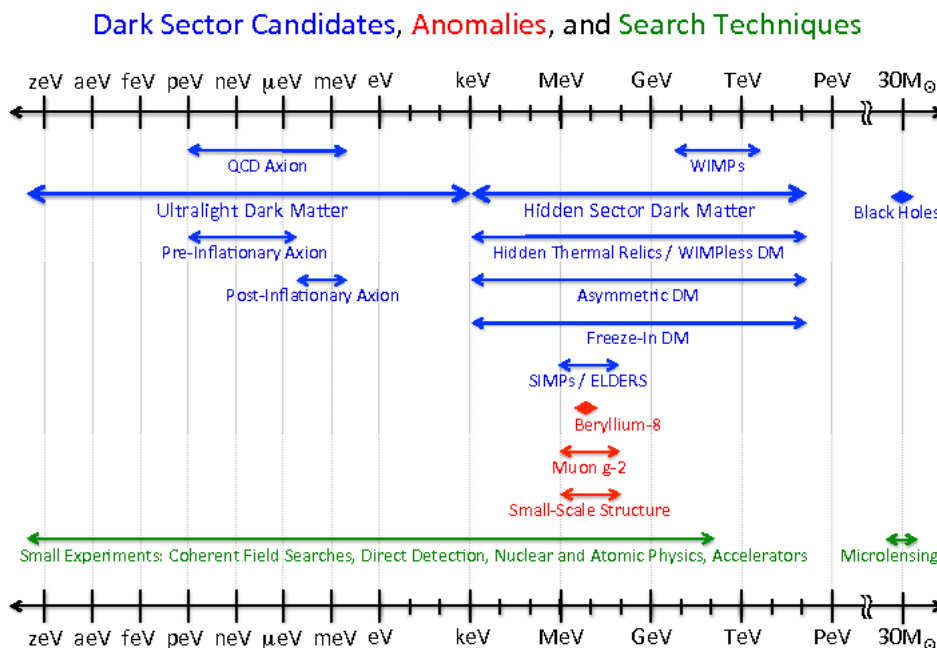 Dark Sector Candidates, Anomalies, and Search Techniques
zeV aeV feV peV neV μeV meV eV keV MeV GeV TeV PeV 30M☉
QCD Axion WIMPs
Ultralight Dark Matter Hidden Sector Dark Matter Black Holes
Pre-Inflationary Axion Hidden Thermal Relics / WIMPless DM
Post-Inflationary Axion Asymmetric DM
Freeze-In DM
SIMPs / ELDERS
Beryllium-8
Muon g-2
Small-Scale Structure
Small Experiments: Coherent Field Searches, Direct Detection, Nuclear and Atomic Physics, Accelerators Microlensing
zeV aeV feV peV neV μeV meV eV keV MeV GeV TeV PeV 30M☉